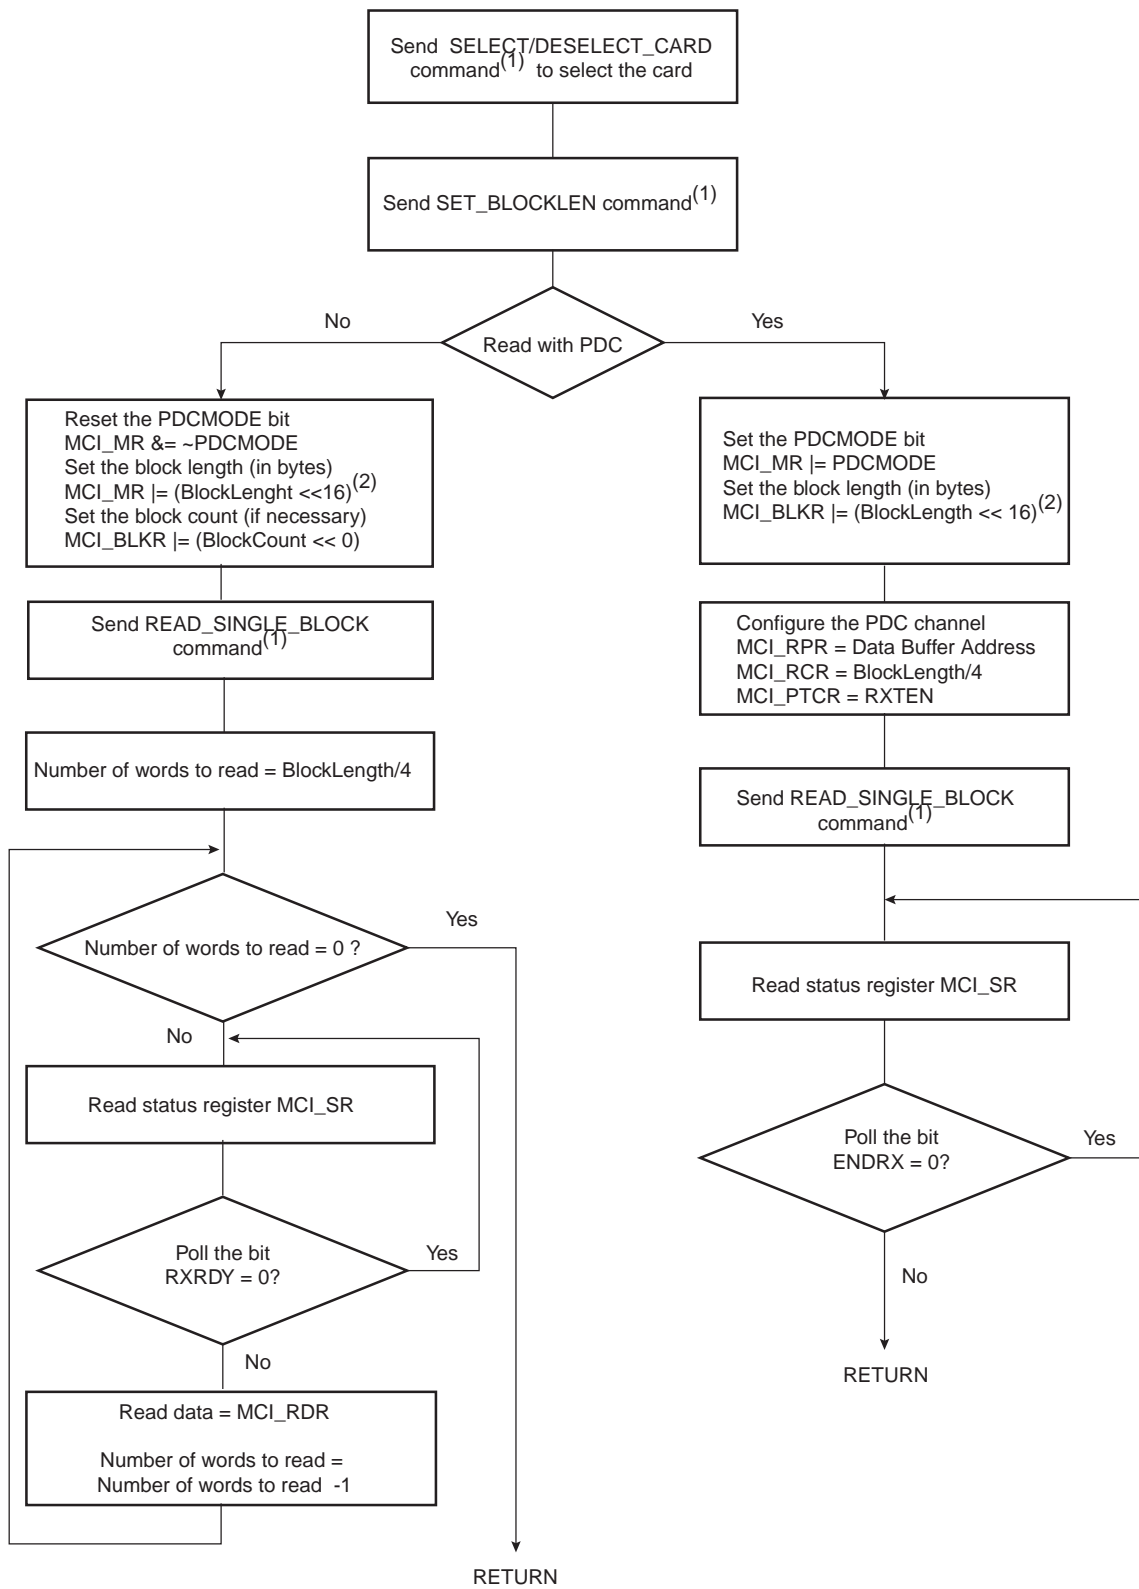 Send SELECT/DESELECT_CARD
command(1) to select the card
Send SET_BLOCKLEN command(1)
No
Yes
Read with PDC
Reset the PDCMODE bit
MCI_MR &= ~PDCMODE
Set the block length (in bytes)
MCI_MR |= (BlockLenght <<16)(2)
Set the block count (if necessary)
MCI_BLKR |= (BlockCount << 0)
Send READ_SINGLE_BLOCK
command(1)
Number of words to read = BlockLength/4
Number of words to read = 0 ?
Yes
No
Read status register MCI_SR
Poll the bit
RXRDY = 0?
Yes
No
Read data = MCI_RDR
Number of words to read =
Number of words to read -1
RETURN
Set the PDCMODE bit
MCI_MR |= PDCMODE
Set the block length (in bytes)
MCI_BLKR |= (BlockLength << 16)(2)
Configure the PDC channel
MCI_RPR = Data Buffer Address
MCI_RCR = BlockLength/4
MCI_PTCR = RXTEN
Send READ_SINGLE_BLOCK
command(1)
Read status register MCI_SR
Poll the bit
ENDRX = 0?
Yes
No
RETURN